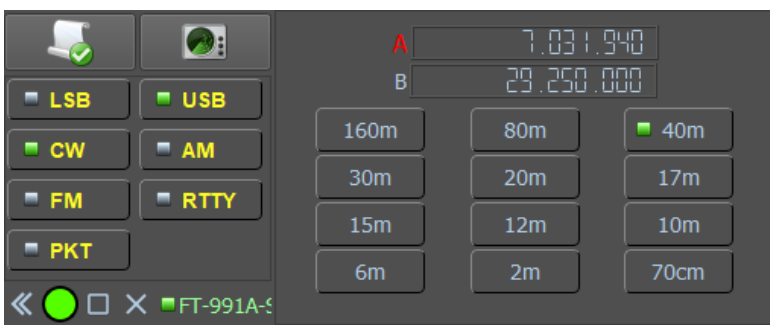 A 7.031.940
B 29.250.000
LSB USB
CW AM
FM RTTY
PKT
160m 80m 40m
30m 20m 17m
15m 12m 10m
6m 2m 70cm
FT-991A-S